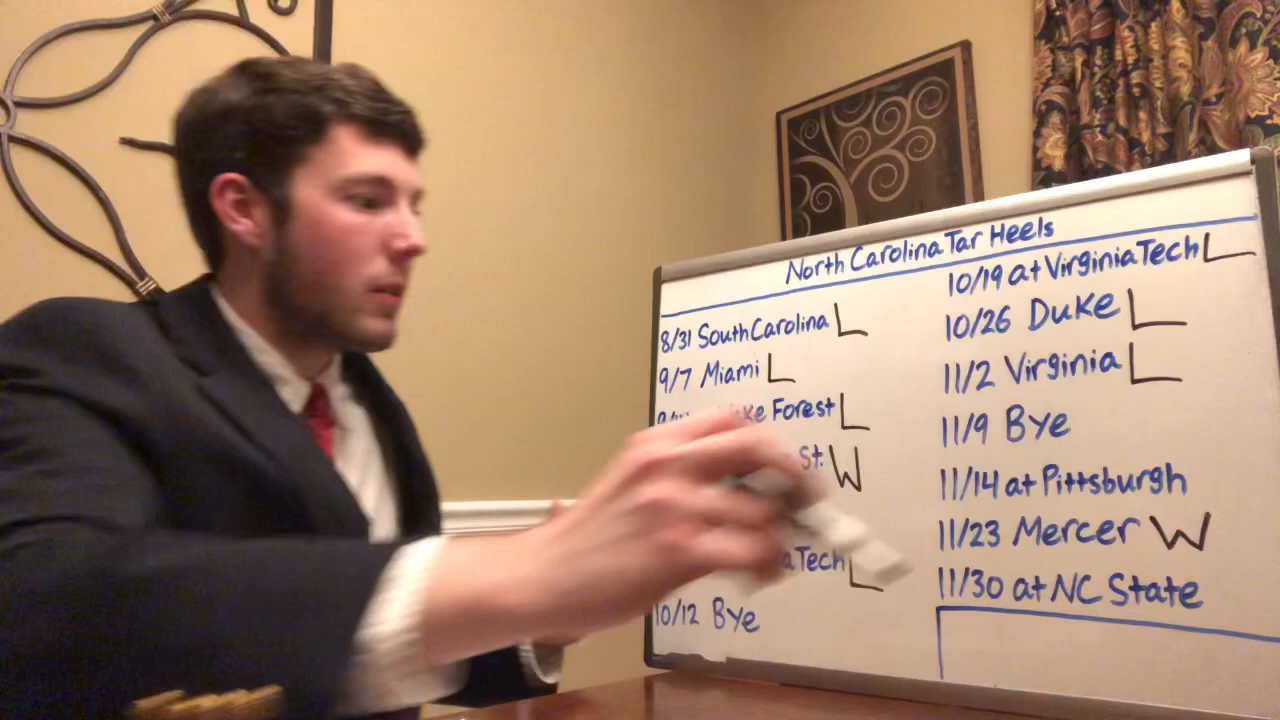 North Carolina Tar Heels
8/31 South Carolina L
9/7 Miami L
Forest L
St. W
Tech L
10/12 Bye
10/19 at Virginia Tech L
10/26 Duke L
11/2 Virginia L
11/9 Bye
11/14 at Pittsburgh
11/23 Mercer W
11/30 at NC State